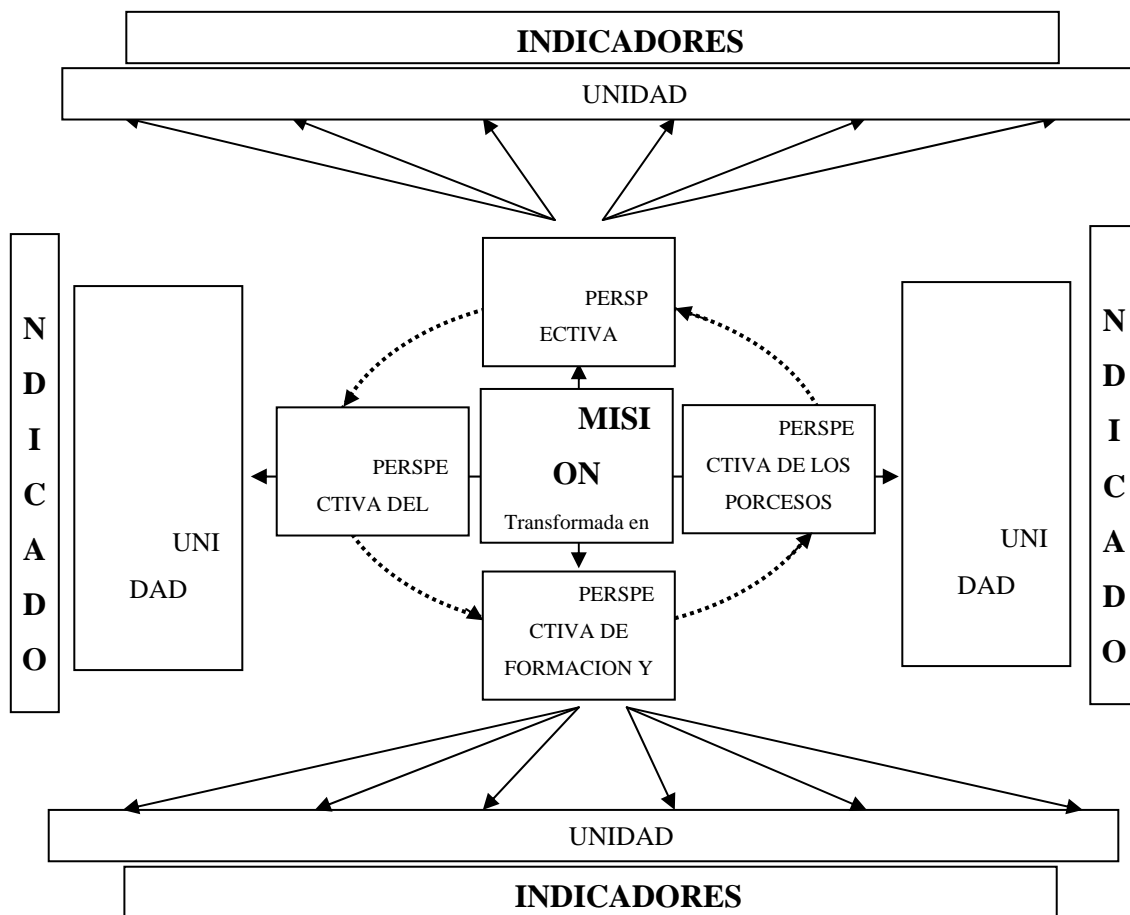 INDICADORES
UNIDAD
PERSP
ECTIVA
N
D
I
C
A
D
O
UNI
DAD
PERSPE
CTIVA DEL
MISI
ON
Transformada en
PERSPE
CTIVA DE LOS
PORCESOS
UNI
DAD
N
D
I
C
A
D
O
PERSPE
CTIVA DE
FORMACION Y
UNIDAD
INDICADORES